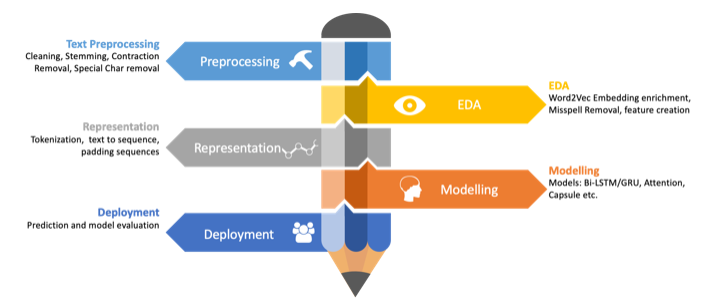 Text Preprocessing
Cleaning, Stemming, Contraction
Removal, Special Char removal
Preprocessing
EDA
EDA
Word2Vec Embedding enrichment,
Misspell Removal, feature creation
Representation
Tokenization, text to sequence,
padding sequences
Representation
Modelling
Modelling
Models: Bi-LSTM/GRU, Attention,
Capsule etc.
Deployment
Prediction and model evaluation
Deployment